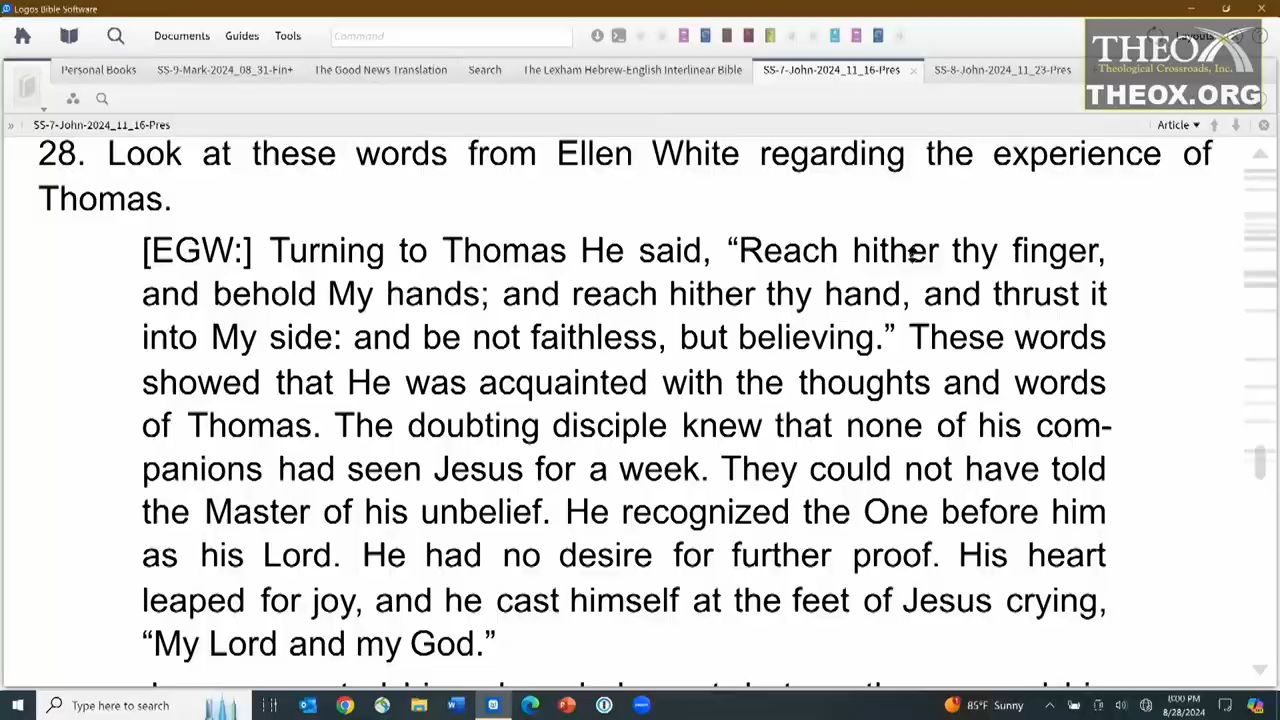 Logos Bible Software
Documents Guides Tools Command
THEOX
Theological Crossroads, Inc.
THEOX.ORG
Personal Books SS-9-Mark-2024_08_31-Fin+ The Good News The Lexham Hebrew-English Interlinear Bible SS-7-John-2024_11_16-Pres SS-8-John-2024_11_23-Pres
SS-7-John-2024_11_16-Pres Article
28. Look at these words from Ellen White regarding the experience of
Thomas.
[EGW:] Turning to Thomas He said, “Reach hither thy finger,
and behold My hands; and reach hither thy hand, and thrust it
into My side: and be not faithless, but believing.” These words
showed that He was acquainted with the thoughts and words
of Thomas. The doubting disciple knew that none of his com-
panions had seen Jesus for a week. They could not have told
the Master of his unbelief. He recognized the One before him
as his Lord. He had no desire for further proof. His heart
leaped for joy, and he cast himself at the feet of Jesus crying,
“My Lord and my God.”
Type here to search 85°F Sunny 8:00 PM
8/28/2024